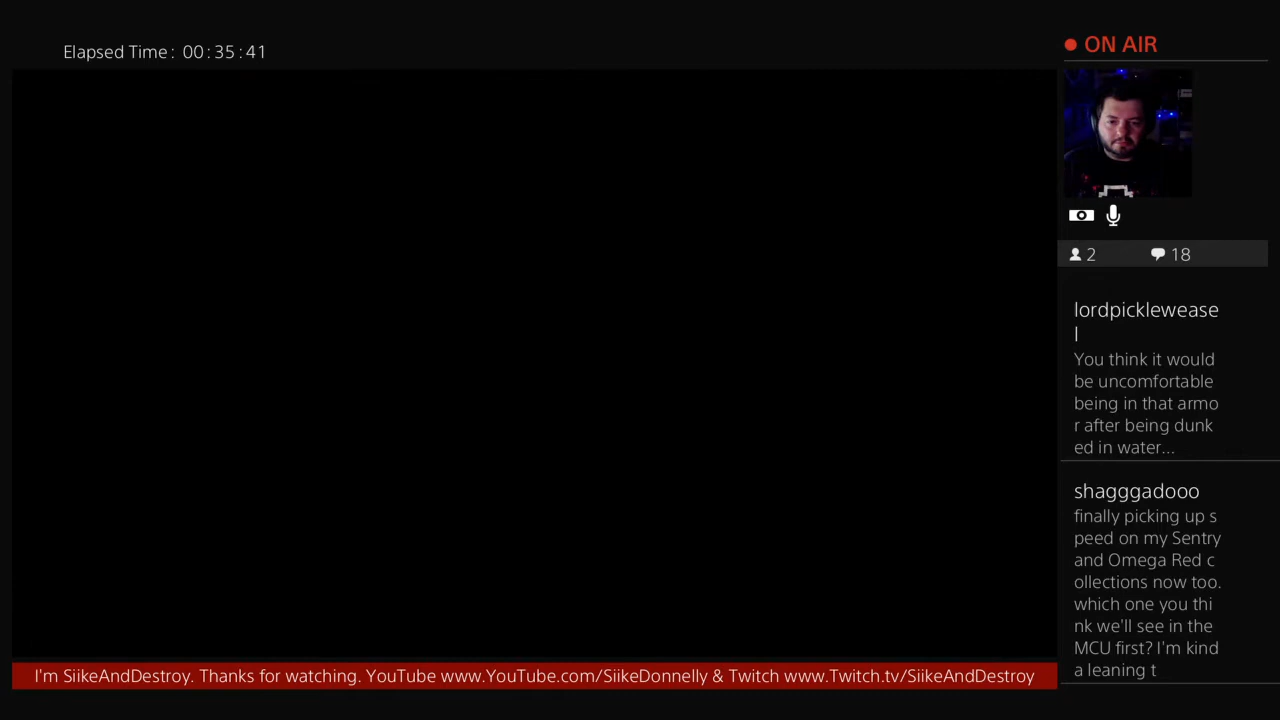 Elapsed Time: 00:35:41
ON AIR
2 18
lordpicklewease
l
You think it would
be uncomfortable
being in that armo
r after being dunk
ed in water...
shagggadooo
finally picking up s
peed on my Sentry
and Omega Red c
ollections now too.
which one you thi
nk we'll see in the
MCU first? I'm kind
a leaning t
I'm SiikeAndDestroy. Thanks for watching. YouTube www.YouTube.com/SiikeDonnelly & Twitch www.Twitch.tv/SiikeAndDestroy